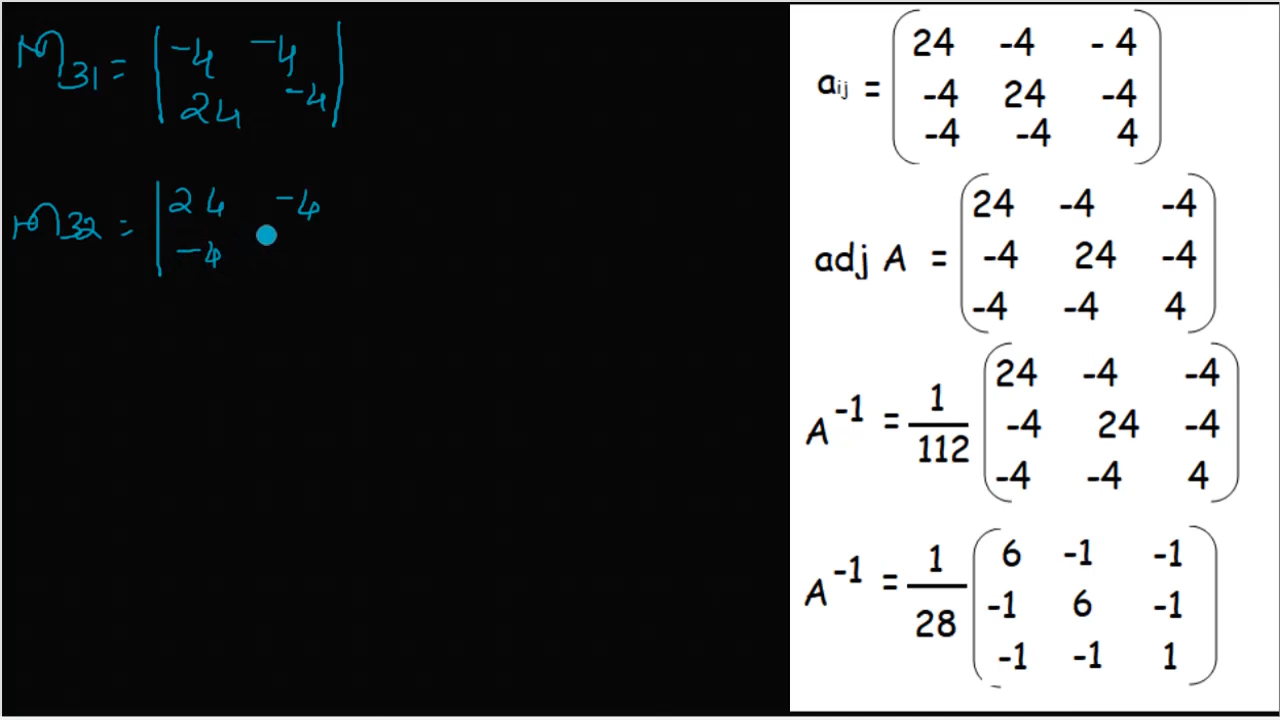 M31 = | -4 -4 |
| 24 -4 |
M32 = | 24 -4
| -4
aij = ( 24 -4 - 4 )
( -4 24 -4 )
( -4 -4 4 )
adj A = ( 24 -4 -4 )
( -4 24 -4 )
( -4 -4 4 )
A-1 = 1/112 ( 24 -4 -4 )
( -4 24 -4 )
( -4 -4 4 )
A-1 = 1/28 ( 6 -1 -1 )
( -1 6 -1 )
( -1 -1 1 )